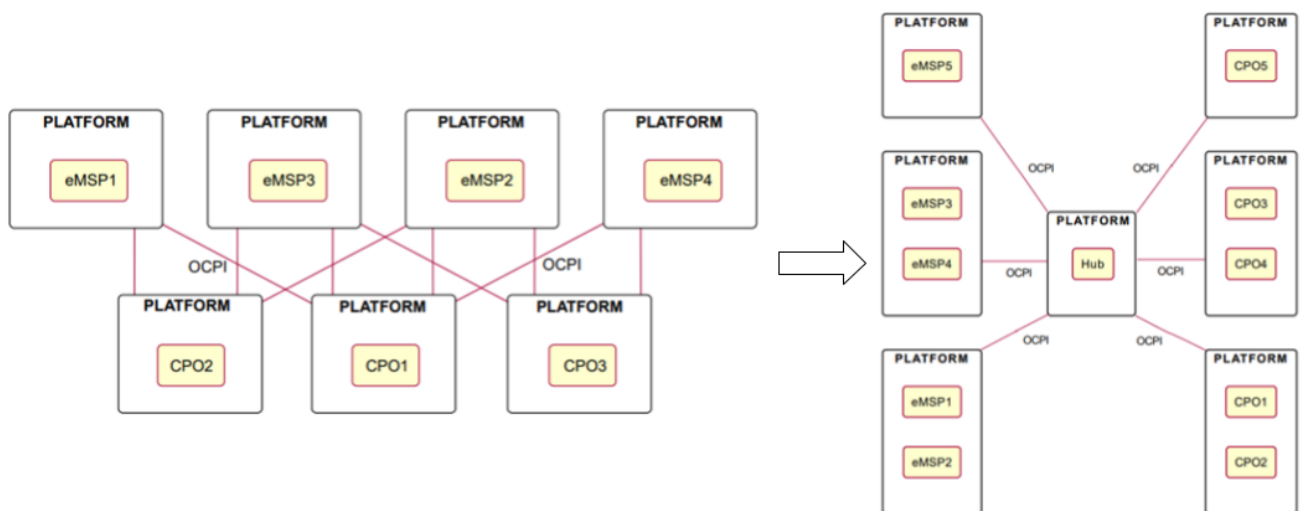 PLATFORM
eMSP1
PLATFORM
eMSP3
PLATFORM
eMSP2
PLATFORM
eMSP4
OCPI
OCPI
PLATFORM
CPO2
PLATFORM
CPO1
PLATFORM
CPO3
PLATFORM
eMSP5
PLATFORM
CPO5
OCPI
OCPI
PLATFORM
eMSP3
eMSP4
PLATFORM
Hub
PLATFORM
CPO3
CPO4
OCPI
OCPI
OCPI
OCPI
PLATFORM
eMSP1
eMSP2
PLATFORM
CPO1
CPO2